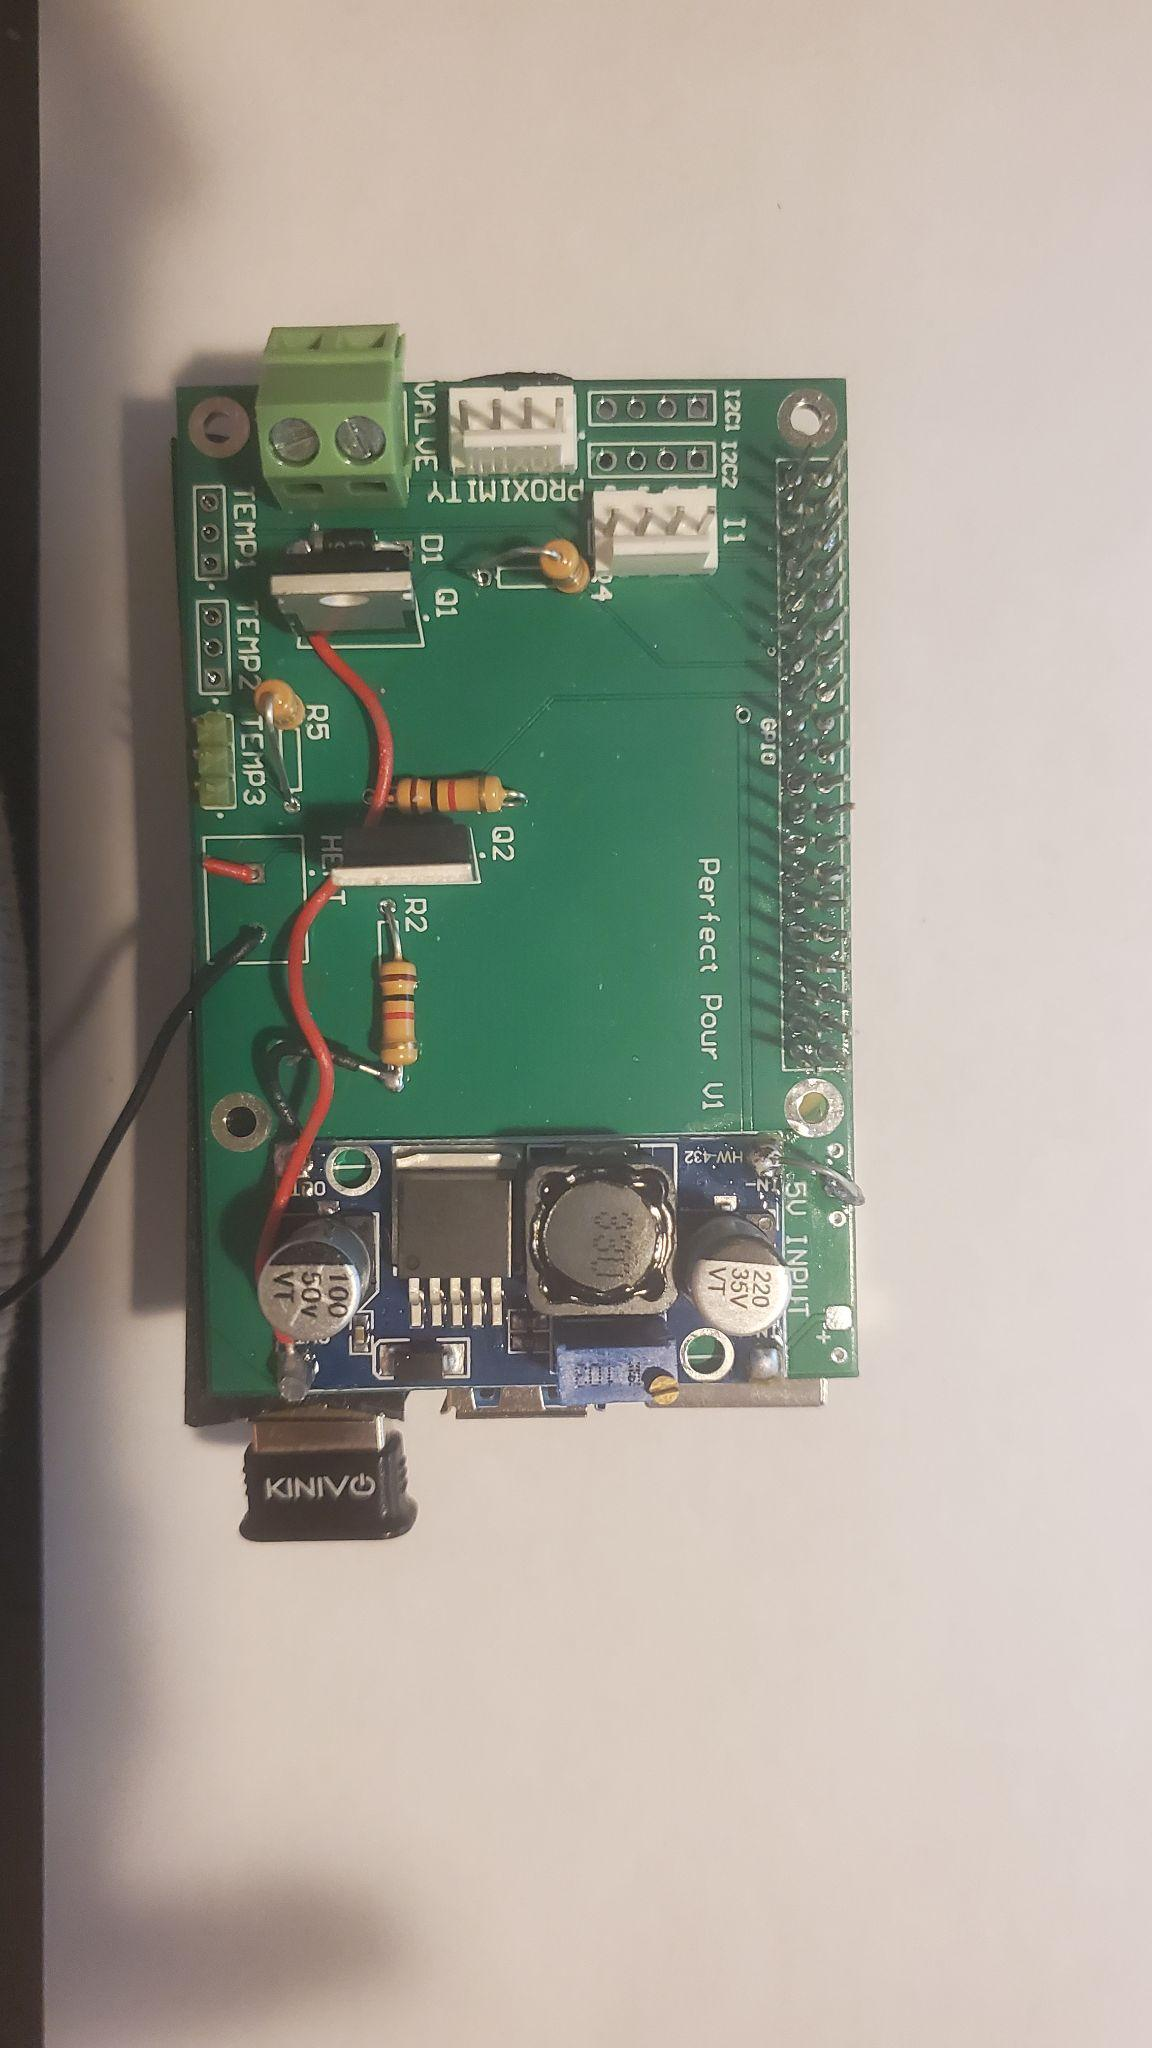 VALVE
PROXIMITY
I2C1
I2C2
I1
TEMP1
TEMP2
TEMP3
D1
Q1
R5
GPIO
Q2
R2
Perfect Pour V1
HW-432
IN-
5V INPUT
+
100
50V
VT
330
220
35V
VT
KINIVO